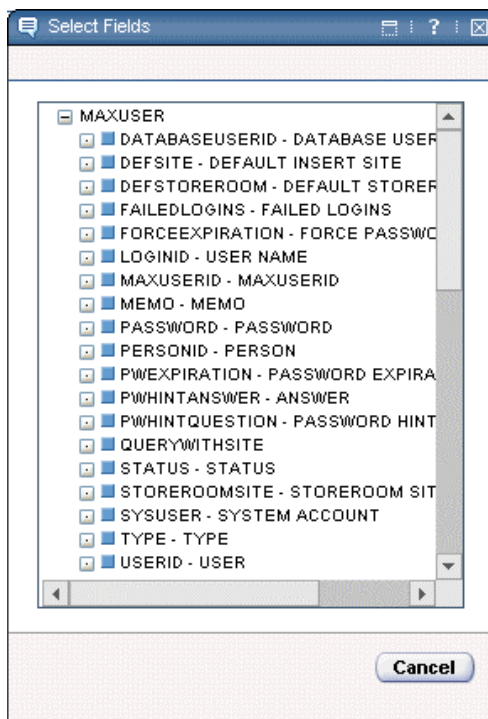 Select Fields ?
MAXUSER
DATABASEUSERID - DATABASE USER
DEFSITE - DEFAULT INSERT SITE
DEFSTOREROOM - DEFAULT STORER
FAILEDLOGINS - FAILED LOGINS
FORCEEXPIRATION - FORCE PASSWC
LOGINID - USER NAME
MAXUSERID - MAXUSERID
MEMO - MEMO
PASSWORD - PASSWORD
PERSONID - PERSON
PWEXPIRATION - PASSWORD EXPIRA
PWHINTANSWER - ANSWER
PWHINTQUESTION - PASSWORD HINT
QUERYWITHSITE
STATUS - STATUS
STOREROOMSITE - STOREROOM SIT
SYSUSER - SYSTEM ACCOUNT
TYPE - TYPE
USERID - USER
Cancel